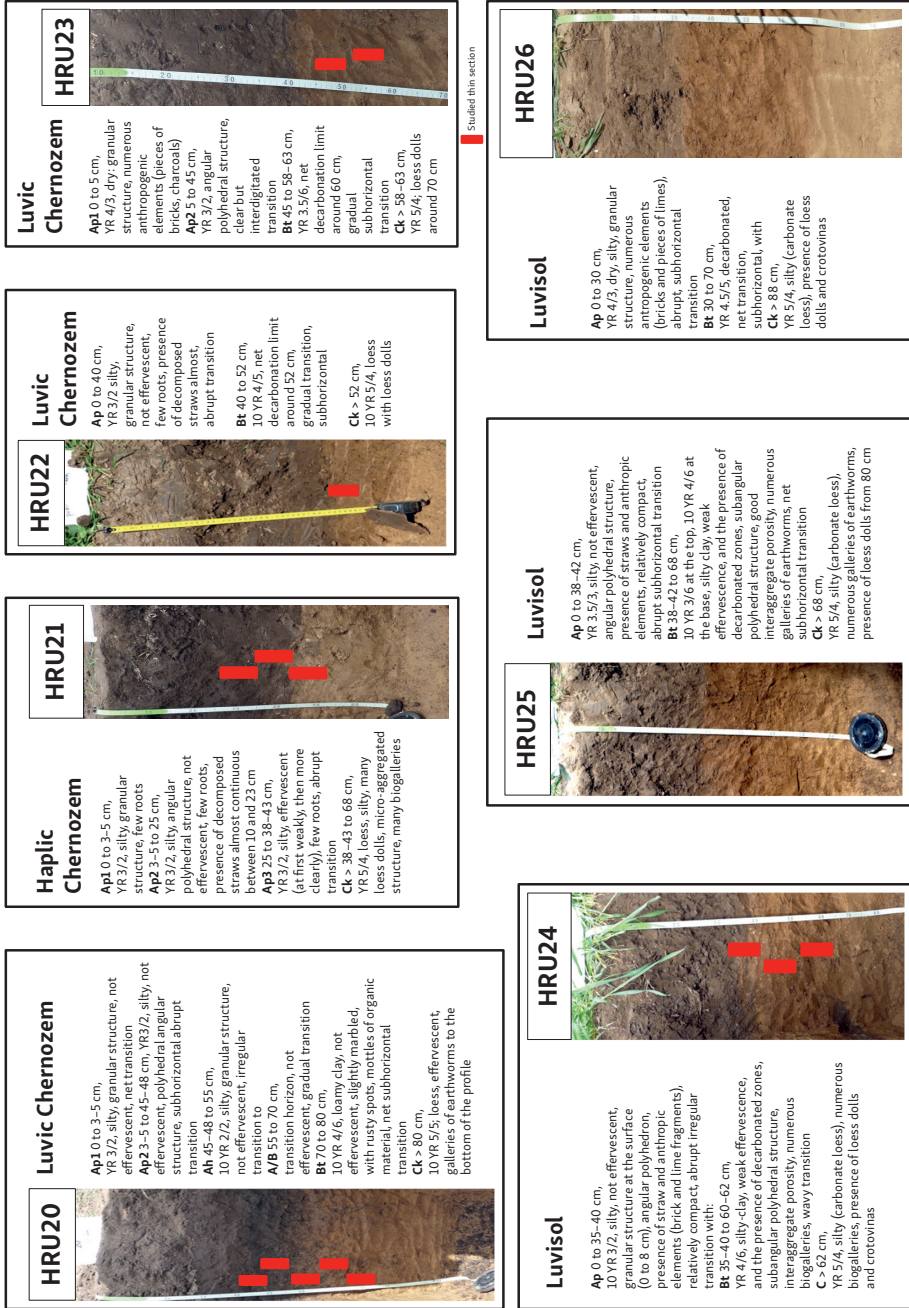 HRU20
Luvic Chernozem
Ap1 0 to 3–5 cm,
YR 3/2, silty, granular structure, not
effervescent, net transition
Ap2 3–5 to 45–48 cm, YR3/2, silty, not
effervescent, polyhedral angular
structure, subhorizontal abrupt
transition
Ah 45–48 to 55 cm,
10 YR 2/2, silty, granular structure,
not effervescent, irregular
transition to
A/B 55 to 70 cm,
transition horizon, not
effervescent, gradual transition
Bt 70 to 80 cm,
10 YR 4/6, loamy clay, not
effervescent, slightly marbled,
with rusty spots, mottles of organic
material, net subhorizontal
transition
Ck > 80 cm,
10 YR 5/5; loess, effervescent,
galleries of earthworms to the
bottom of the profile
Haplic
Chernozem
HRU21
Ap1 0 to 3–5 cm,
YR 3/2, silty, granular
structure, few roots
Ap2 3–5 to 25 cm,
YR 3/2, silty, angular
polyhedral structure, not
effervescent, few roots,
presence of decomposed
straws almost continuous
between 10 and 23 cm
Ap3 25 to 38–43 cm,
YR 3/2, silty, effervescent
(at first weakly, then more
clearly), few roots, abrupt
transition
Ck > 38–43 to 68 cm,
YR 5/4, loess, silty, many
loess dolls, micro-aggregated
structure, many biogalleries
HRU22
Luvic
Chernozem
Ap 0 to 40 cm,
YR 3/2 silty,
granular structure,
not effervescent,
few roots, presence
of decomposed
straws almost,
abrupt transition
Bt 40 to 52 cm,
10 YR 4/5, net
decarbonation limit
around 52 cm,
gradual transition,
subhorizontal
Ck > 52 cm,
10 YR 5/4, loess
with loess dolls
Luvic
Chernozem
HRU23
Ap1 0 to 5 cm,
YR 4/3, dry: granular
structure, numerous
anthropogenic
elements (pieces of
bricks, charcoals)
Ap2 5 to 45 cm,
YR 3/2, angular
polyhedral structure,
clear but
interdigitated
transition
Bt 45 to 58–63 cm,
YR 3.5/6, net
decarbonation limit
around 60 cm,
gradual
subhorizontal
transition
Ck > 58–63 cm,
YR 5/4; loess dolls
around 70 cm
10
20
30
40
50
60
70
Studied thin section
Luvisol
HRU24
Ap 0 to 35–40 cm,
10 YR 3/2, silty, not effervescent,
granular structure at the surface
(0 to 8 cm), angular polyhedron,
presence of straw and anthropic
elements (brick and lime fragments),
relatively compact, abrupt irregular
transition with:
Bt 35–40 to 60–62 cm,
YR 4/6, silty-clay, weak effervescence,
and the presence of decarbonated zones,
subangular polyhedral structure,
interaggregate porosity, numerous
biogalleries, wavy transition
C > 62 cm,
YR 5/4, silty (carbonate loess), numerous
biogalleries, presence of loess dolls
and crotovinas
HRU25
Luvisol
Ap 0 to 38–42 cm,
YR 3.5/3, silty, not effervescent,
angular polyhedral structure,
presence of straws and anthropic
elements, relatively compact,
abrupt subhorizontal transition
Bt 38–42 to 68 cm,
10 YR 3/6 at the top, 10 YR 4/6 at
the base, silty clay, weak
effervescence, and the presence of
decarbonated zones, subangular
polyhedral structure, good
interaggregate porosity, numerous
galleries of earthworms, net
subhorizontal transition
Ck > 68 cm,
YR 5/4, silty (carbonate loess),
numerous galleries of earthworms,
presence of loess dolls from 80 cm
Luvisol
HRU26
Ap 0 to 30 cm,
YR 4/3, dry, silty, granular
structure, numerous
antropogenic elements
(bricks and pieces of limes),
abrupt, subhorizontal
transition
Bt 30 to 70 cm,
YR 4.5/5, decarbonated,
net transition,
subhorizontal, with
Ck > 88 cm,
YR 5/4, silty (carbonate
loess), presence of loess
dolls and crotovinas